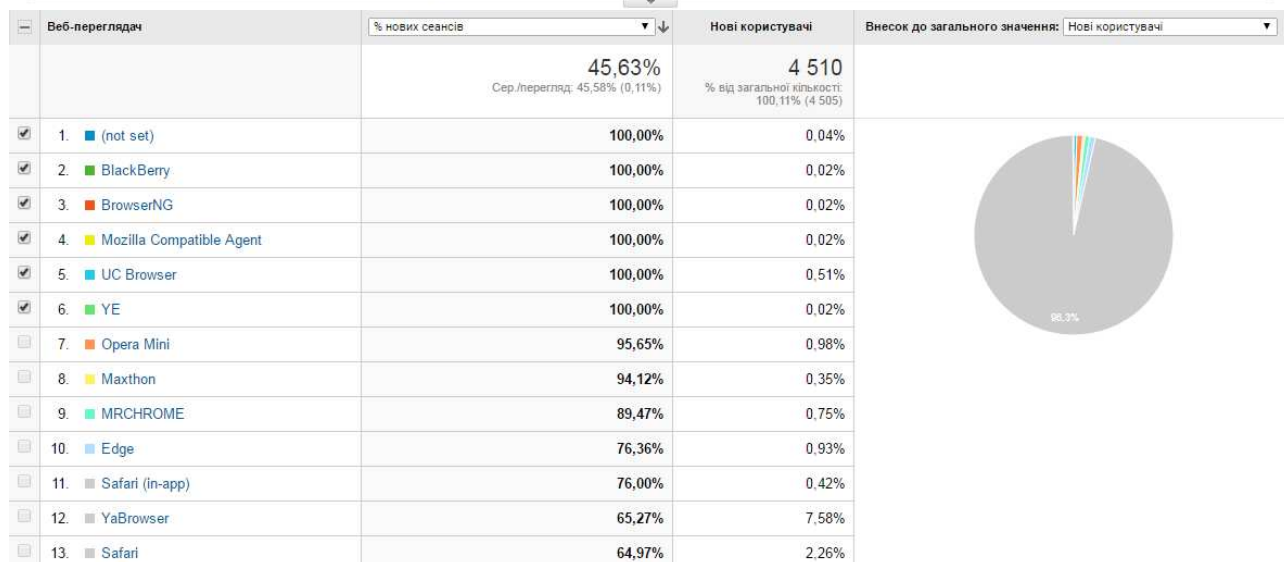 Веб-переглядач % нових сеансів Нові користувачі Внесок до загального значення: Нові користувачі
45,63% 4 510
Сер./перегляд: 45,58% (0,11%) % від загальної кількості:
100,11% (4 505)
1. (not set) 100,00% 0,04%
2. BlackBerry 100,00% 0,02%
3. BrowserNG 100,00% 0,02%
4. Mozilla Compatible Agent 100,00% 0,02%
5. UC Browser 100,00% 0,51%
6. YE 100,00% 0,02%
96,3%
7. Opera Mini 95,65% 0,98%
8. Maxthon 94,12% 0,35%
9. MRCHROME 89,47% 0,75%
10. Edge 76,36% 0,93%
11. Safari (in-app) 76,00% 0,42%
12. YaBrowser 65,27% 7,58%
13. Safari 64,97% 2,26%